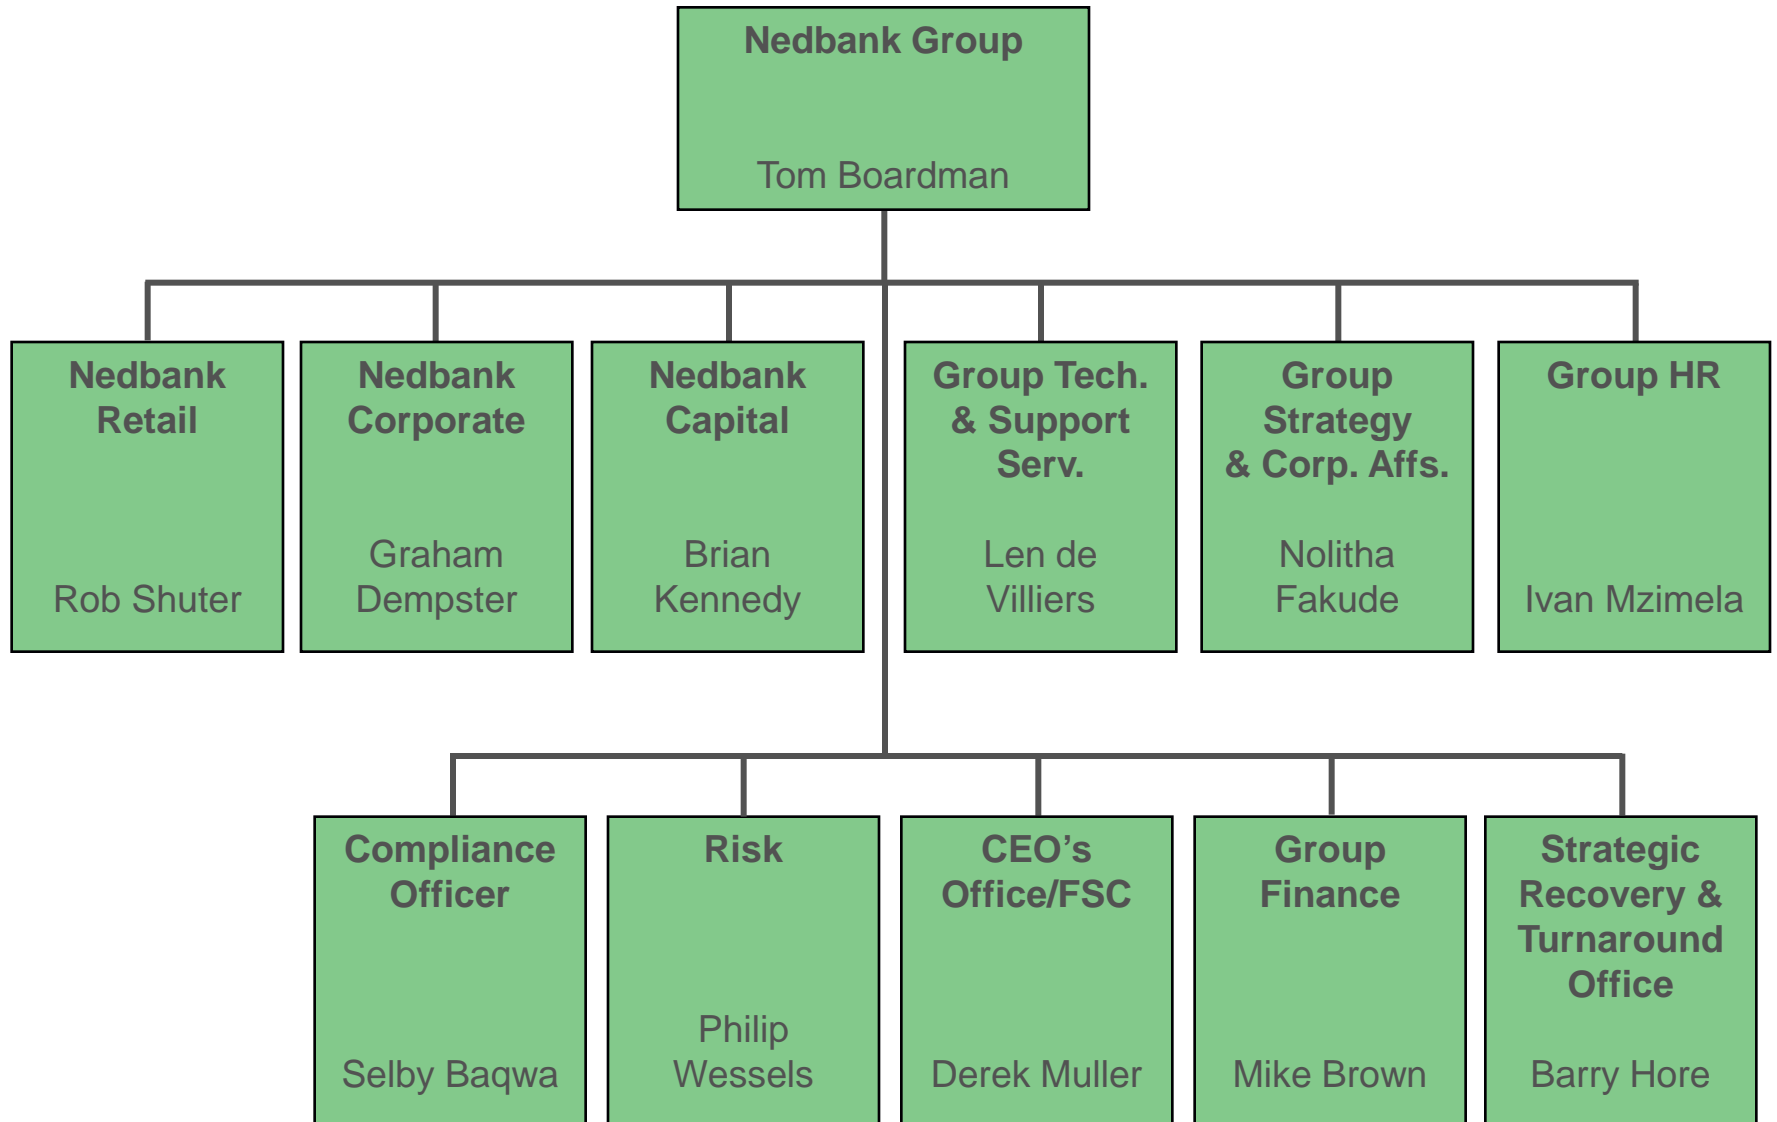 Nedbank Group
Tom Boardman
Nedbank
Retail
Rob Shuter
Nedbank
Corporate
Graham
Dempster
Nedbank
Capital
Brian
Kennedy
Group Tech.
& Support
Serv.
Len de
Villiers
Group
Strategy
& Corp. Affs.
Nolitha
Fakude
Group HR
Ivan Mzimela
Compliance
Officer
Selby Baqwa
Risk
Philip
Wessels
CEO’s
Office/FSC
Derek Muller
Group
Finance
Mike Brown
Strategic
Recovery &
Turnaround
Office
Barry Hore